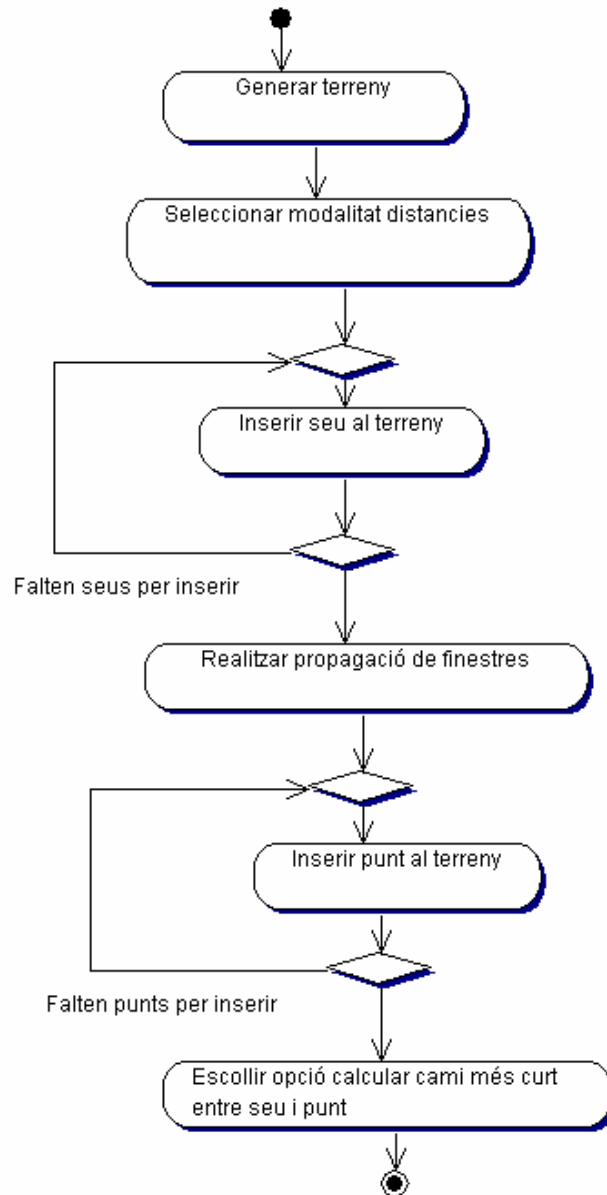 Generar terreny
Seleccionar modalitat distancies
Inserir seu al terreny
Falten seus per inserir
Realitzar propagació de finestres
Inserir punt al terreny
Falten punts per inserir
Escollir opció calcular cami més curt
entre seu i punt